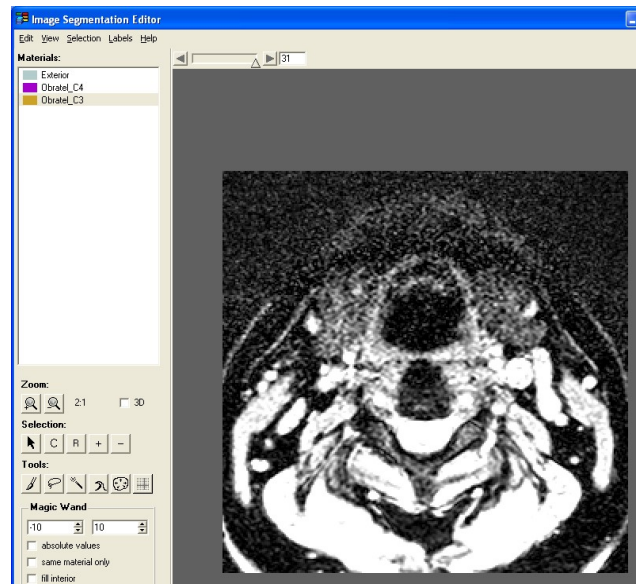 Image Segmentation Editor
Edit View Selection Labels Help
Materials:
31
Exterior
Obratel_C4
Obratel_C3
Zoom:
2:1
3D
Selection:
C R + −
Tools:
Magic Wand
-10 10
absolute values
same material only
fill interior